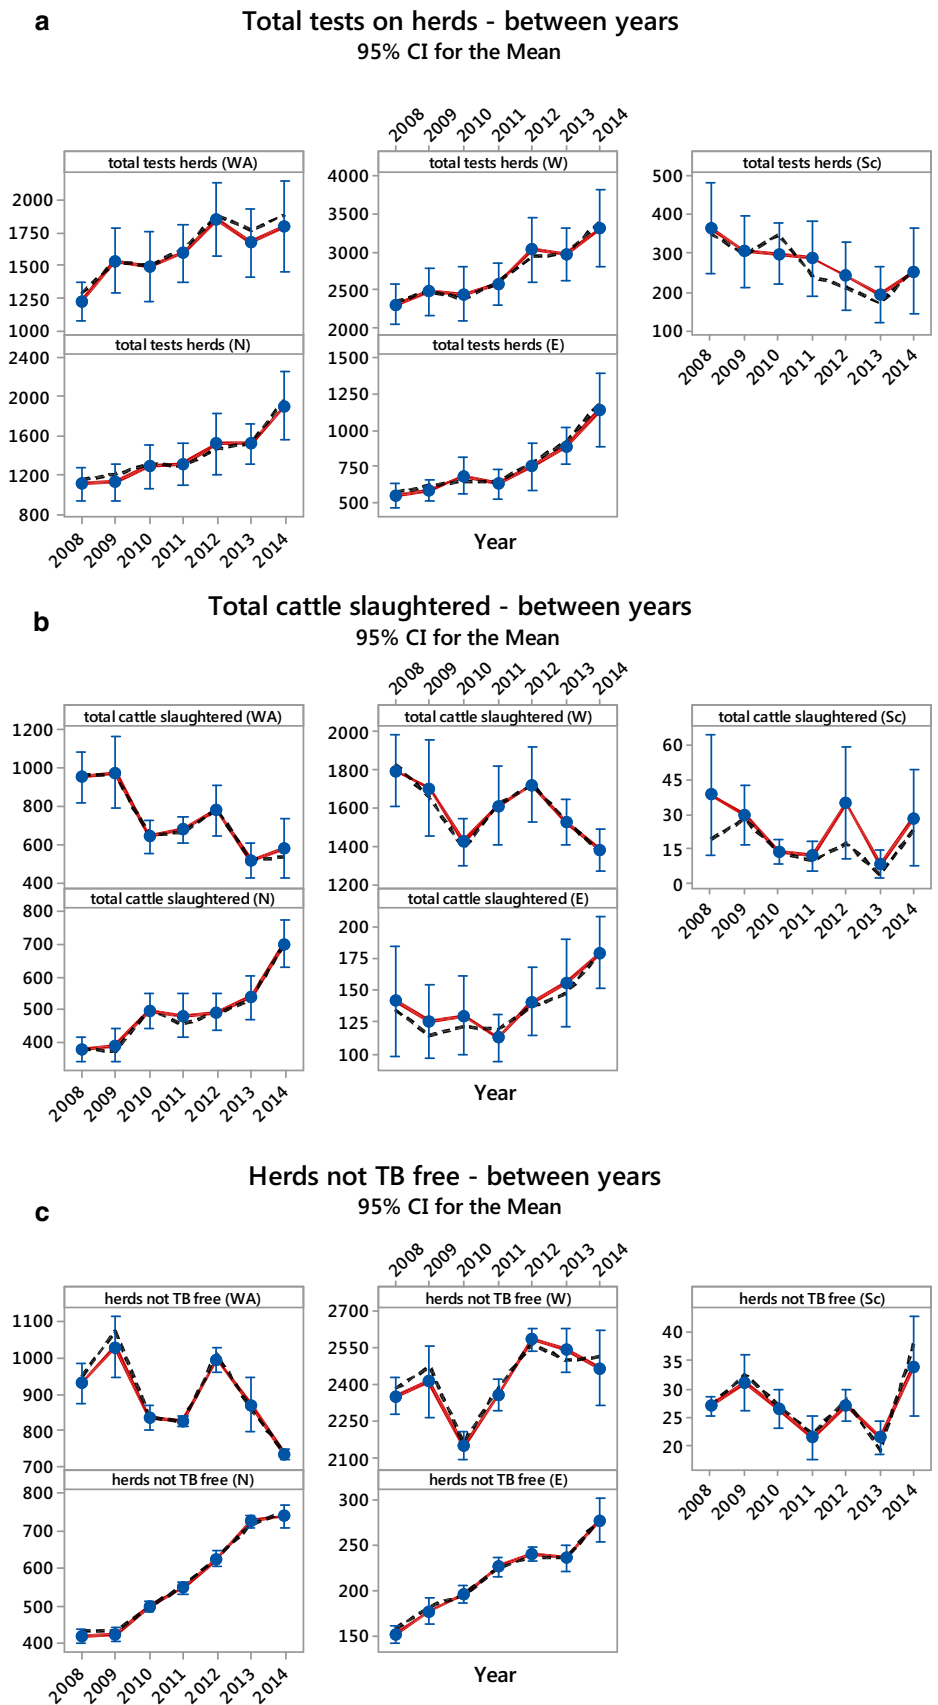 a
Total tests on herds - between years
95% CI for the Mean
2008 2009 2010 2011 2012 2013 2014
total tests herds (WA)
2000
1750
1500
1250
1000
total tests herds (W)
4000
3500
3000
2500
2000
total tests herds (Sc)
500
400
300
200
100
2008 2009 2010 2011 2012 2013 2014
total tests herds (N)
2400
2000
1600
1200
800
2008 2009 2010 2011 2012 2013 2014
total tests herds (E)
1500
1250
1000
750
500
Year
b
Total cattle slaughtered - between years
95% CI for the Mean
2008 2009 2010 2011 2012 2013 2014
total cattle slaughtered (WA)
1200
1000
800
600
400
total cattle slaughtered (W)
2000
1800
1600
1400
1200
total cattle slaughtered (Sc)
60
45
30
15
0
2008 2009 2010 2011 2012 2013 2014
total cattle slaughtered (N)
800
700
600
500
400
2008 2009 2010 2011 2012 2013 2014
total cattle slaughtered (E)
200
175
150
125
100
Year
Herds not TB free - between years
95% CI for the Mean
c
2008 2009 2010 2011 2012 2013 2014
herds not TB free (WA)
1100
1000
900
800
700
herds not TB free (W)
2700
2550
2400
2250
2100
herds not TB free (Sc)
40
35
30
25
20
2008 2009 2010 2011 2012 2013 2014
herds not TB free (N)
800
700
600
500
400
2008 2009 2010 2011 2012 2013 2014
herds not TB free (E)
300
250
200
150
Year